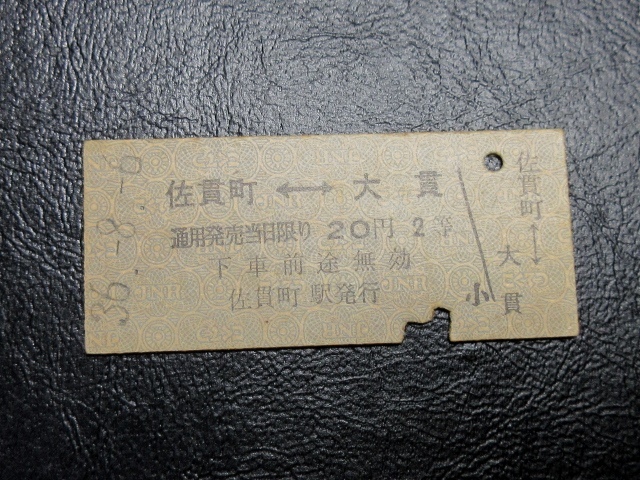 36.-8.-6
佐貫町 ←→ 大貫
通用発売当日限り 20円 2等
下車前途無効
佐貫町駅発行
小
佐貫町
←→
大貫